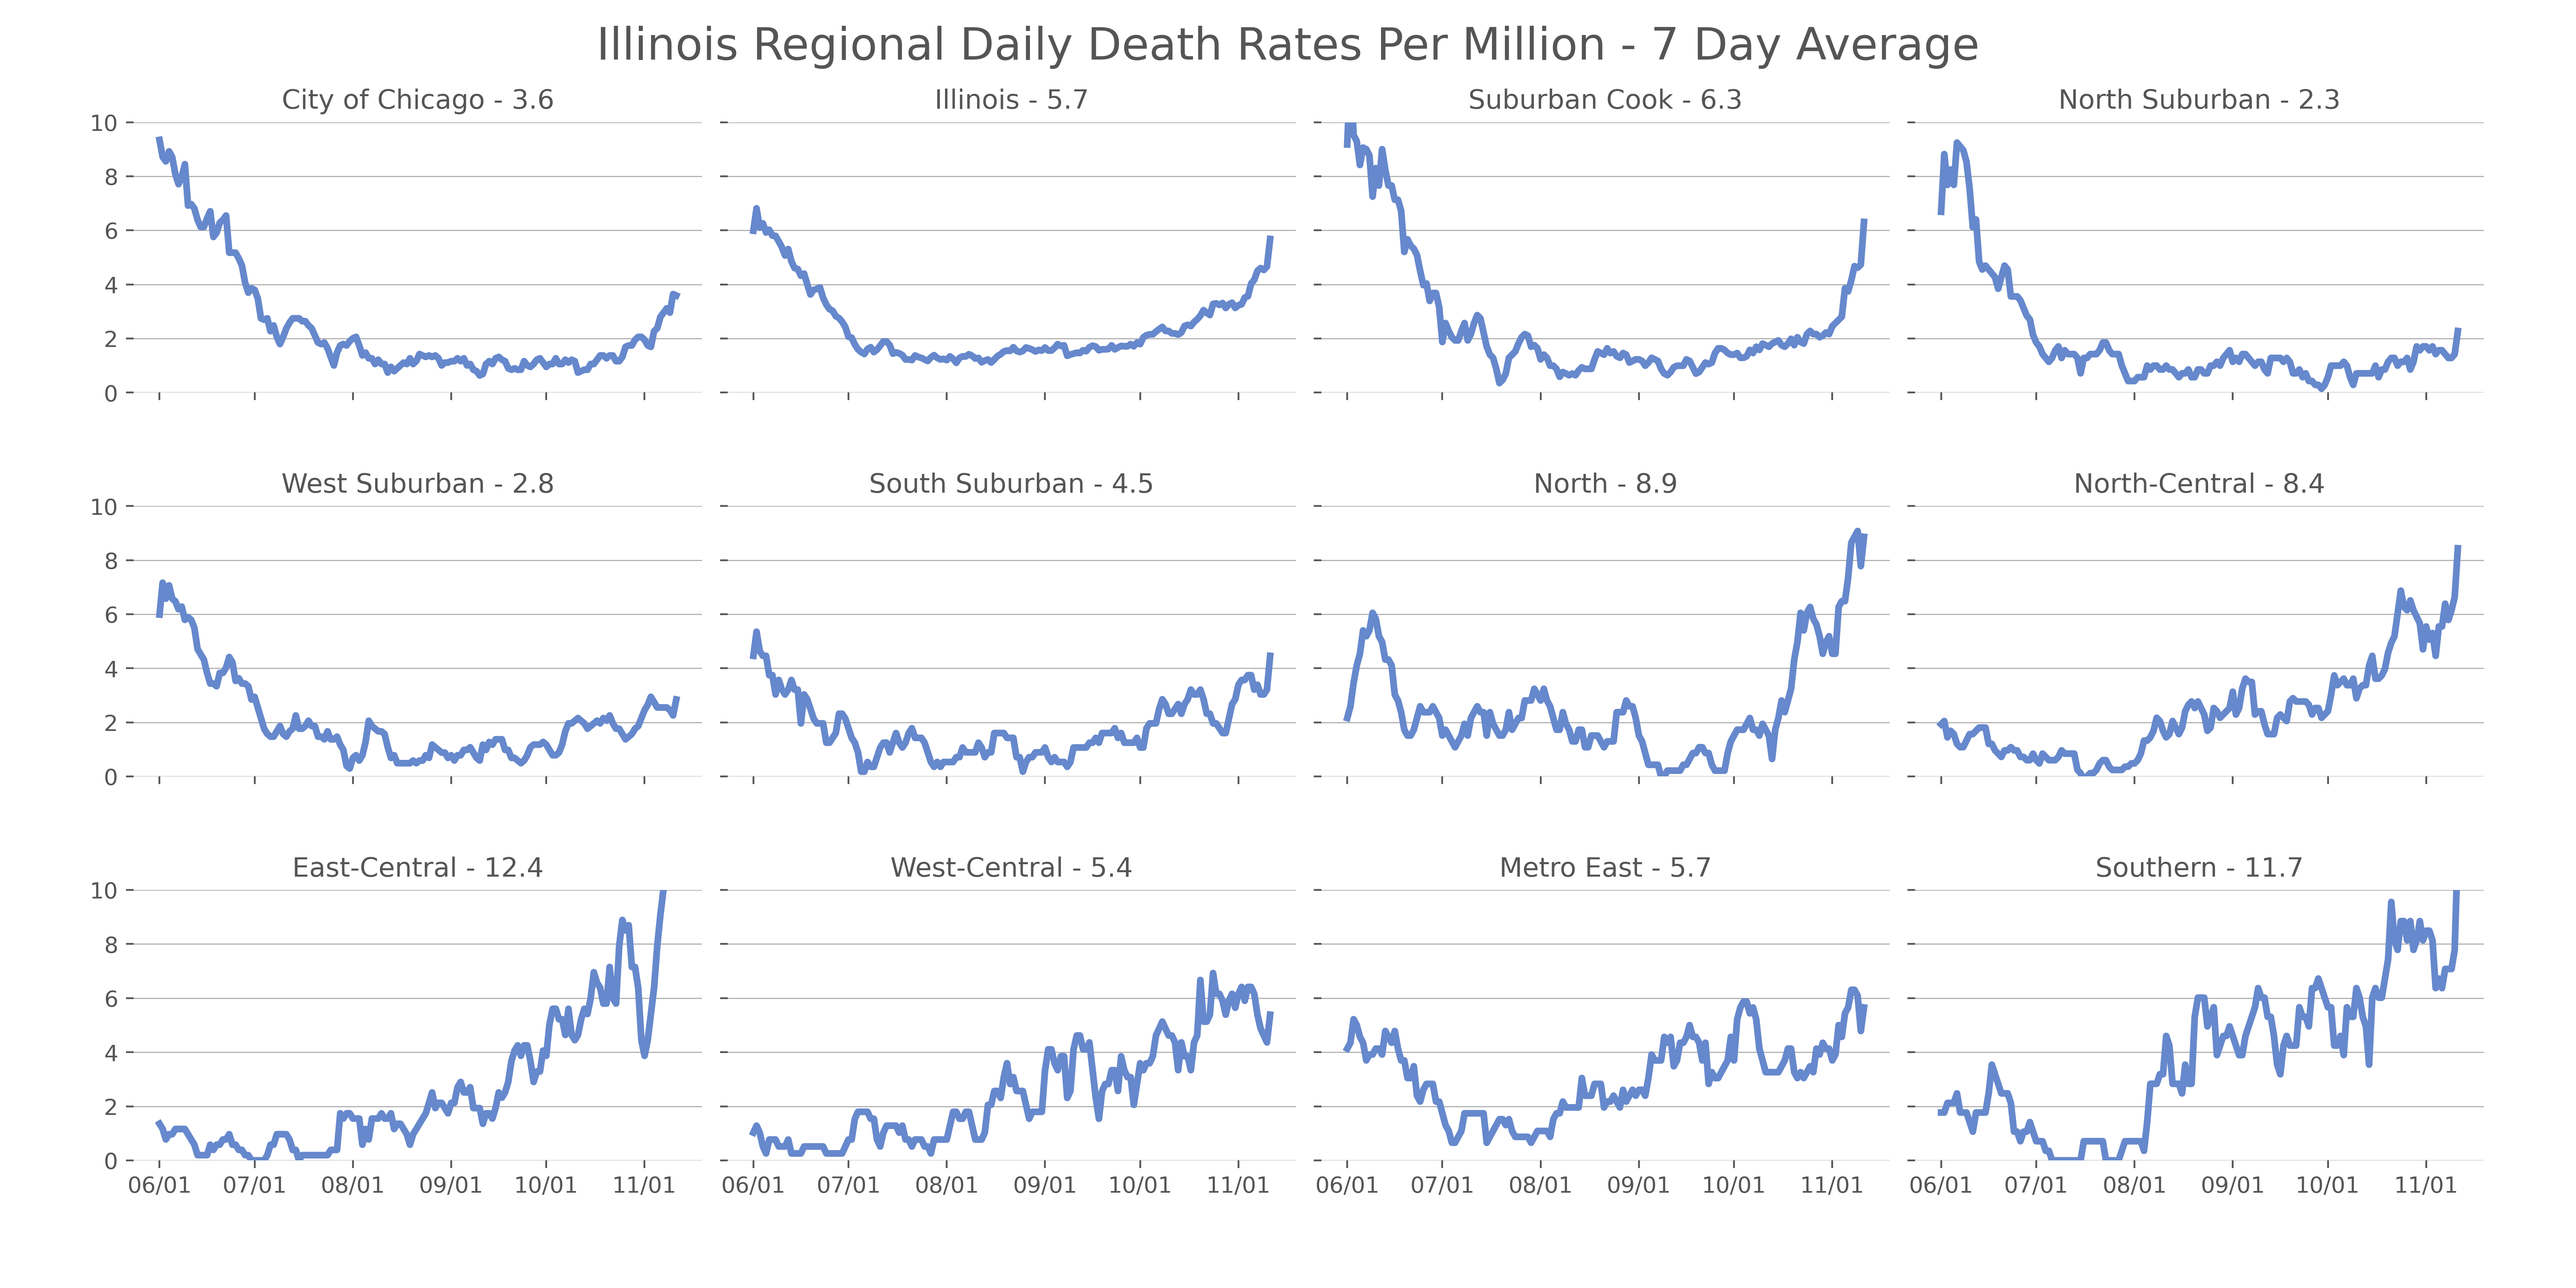 Illinois Regional Daily Death Rates Per Million - 7 Day Average
City of Chicago - 3.6
Illinois - 5.7
Suburban Cook - 6.3
North Suburban - 2.3
10
8
6
4
2
0
West Suburban - 2.8
South Suburban - 4.5
North - 8.9
North-Central - 8.4
10
8
6
4
2
0
East-Central - 12.4
West-Central - 5.4
Metro East - 5.7
Southern - 11.7
10
8
6
4
2
0
06/01 07/01 08/01 09/01 10/01 11/01
06/01 07/01 08/01 09/01 10/01 11/01
06/01 07/01 08/01 09/01 10/01 11/01
06/01 07/01 08/01 09/01 10/01 11/01